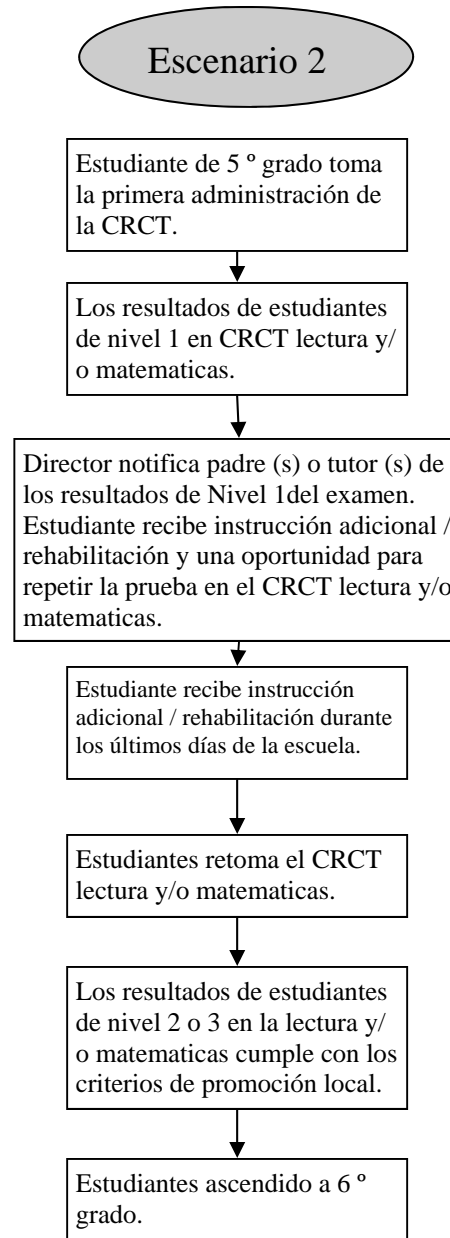 Escenario 2
Estudiante de 5 º grado toma
la primera administración de
la CRCT.
Los resultados de estudiantes
de nivel 1 en CRCT lectura y/
o matematicas.
Director notifica padre (s) o tutor (s) de
los resultados de Nivel 1del examen.
Estudiante recibe instrucción adicional /
rehabilitación y una oportunidad para
repetir la prueba en el CRCT lectura y/o
matematicas.
Estudiante recibe instrucción
adicional / rehabilitación durante
los últimos días de la escuela.
Estudiantes retoma el CRCT
lectura y/o matematicas.
Los resultados de estudiantes
de nivel 2 o 3 en la lectura y/
o matematicas cumple con los
criterios de promoción local.
Estudiantes ascendido a 6 º
grado.